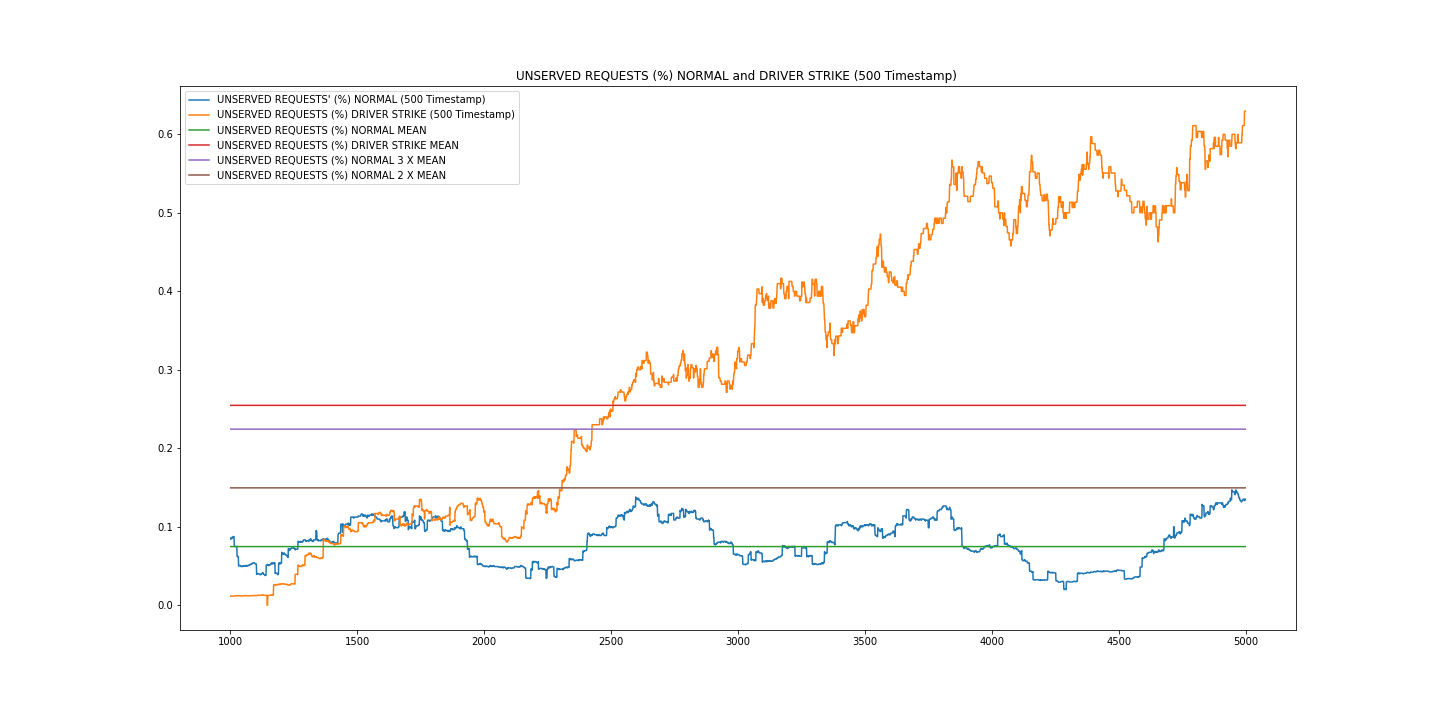 UNSERVED REQUESTS (%) NORMAL and DRIVER STRIKE (500 Timestamp)
UNSERVED REQUESTS' (%) NORMAL (500 Timestamp)
UNSERVED REQUESTS (%) DRIVER STRIKE (500 Timestamp)
UNSERVED REQUESTS (%) NORMAL MEAN
UNSERVED REQUESTS (%) DRIVER STRIKE MEAN
UNSERVED REQUESTS (%) NORMAL 3 X MEAN
UNSERVED REQUESTS (%) NORMAL 2 X MEAN
0.6
0.5
0.4
0.3
0.2
0.1
0.0
1000 1500 2000 2500 3000 3500 4000 4500 5000